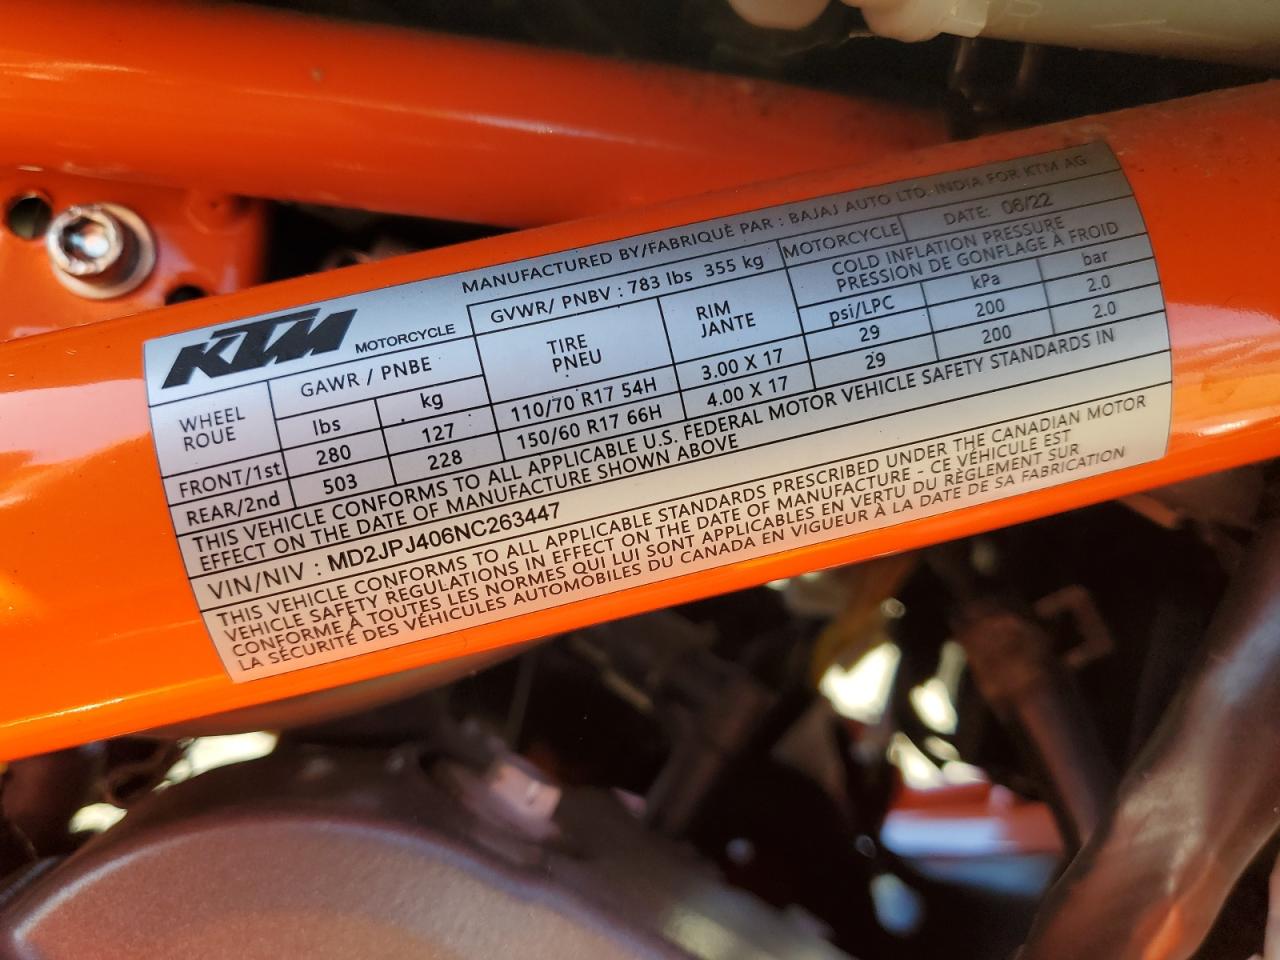 KTM MOTORCYCLE
MANUFACTURED BY/FABRIQUÈ PAR : BAJAJ AUTO LTD. INDIA FOR KTM AG
GVWR/ PNBV : 783 lbs 355 kg MOTORCYCLE DATE: 06/22
WHEEL ROUE GAWR / PNBE TIRE PNEU RIM JANTE COLD INFLATION PRESSURE PRESSION DE GONFLAGE À FROID
lbs kg psi/LPC kPa bar
FRONT/1st 280 127 110/70 R17 54H 3.00 X 17 29 200 2.0
REAR/2nd 503 228 150/60 R17 66H 4.00 X 17 29 200 2.0
THIS VEHICLE CONFORMS TO ALL APPLICABLE U.S. FEDERAL MOTOR VEHICLE SAFETY STANDARDS IN
EFFECT ON THE DATE OF MANUFACTURE SHOWN ABOVE
VIN/NIV : MD2JPJ406NC263447
THIS VEHICLE CONFORMS TO ALL APPLICABLE STANDARDS PRESCRIBED UNDER THE CANADIAN MOTOR
VEHICLE SAFETY REGULATIONS IN EFFECT ON THE DATE OF MANUFACTURE - CE VÉHICULE EST
CONFORME À TOUTES LES NORMES QUI LUI SONT APPLICABLES EN VERTU DU RÈGLEMENT SUR
LA SÉCURITÉ DES VÉHICULES AUTOMOBILES DU CANADA EN VIGUEUR À LA DATE DE SA FABRICATION